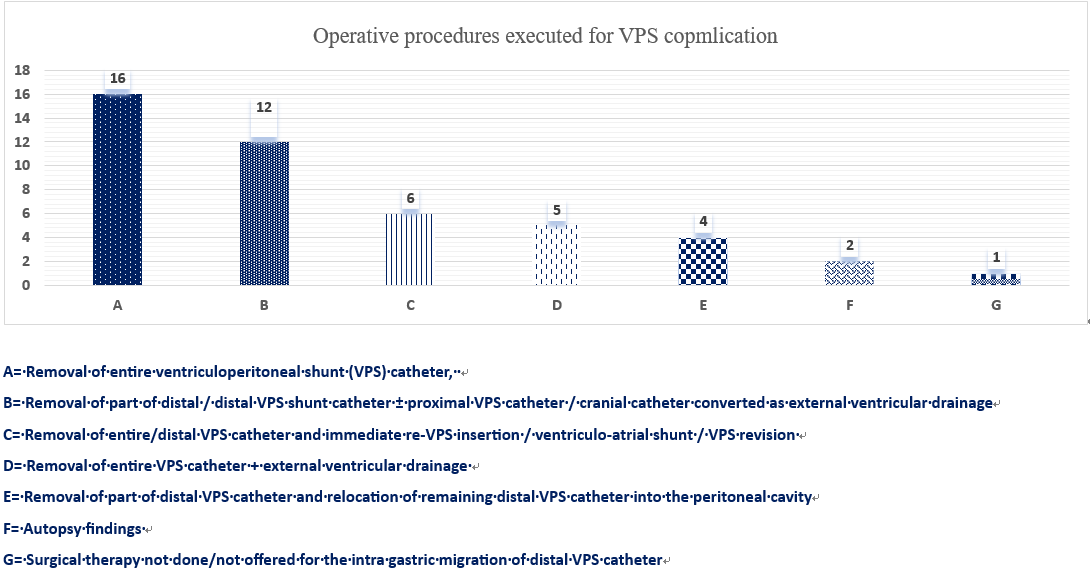 Operative procedures executed for VPS copmlication
18
16
14
12
10
8
6
4
2
0
16
12
6
5
4
2
1
A B C D E F G
A=·Removal·of·entire·ventriculoperitoneal·shunt·(VPS)·catheter,··↵
B=·Removal·of·part·of·distal·/·distal·VPS·shunt·catheter·±·proximal·VPS·catheter·/·cranial·catheter·converted·as·external·ventricular·drainage↵
C=·Removal·of·entire/distal·VPS·catheter·and·immediate·re-VPS·insertion·/·ventriculo-atrial·shunt·/·VPS·revision·↵
D=·Removal·of·entire·VPS·catheter·+·external·ventricular·drainage·↵
E=·Removal·of·part·of·distal·VPS·catheter·and·relocation·of·remaining·distal·VPS·catheter·into·the·peritoneal·cavity↵
F=·Autopsy·findings·↵
G=·Surgical·therapy·not·done/not·offered·for·the·intra·gastric·migration·of·distal·VPS·catheter↵